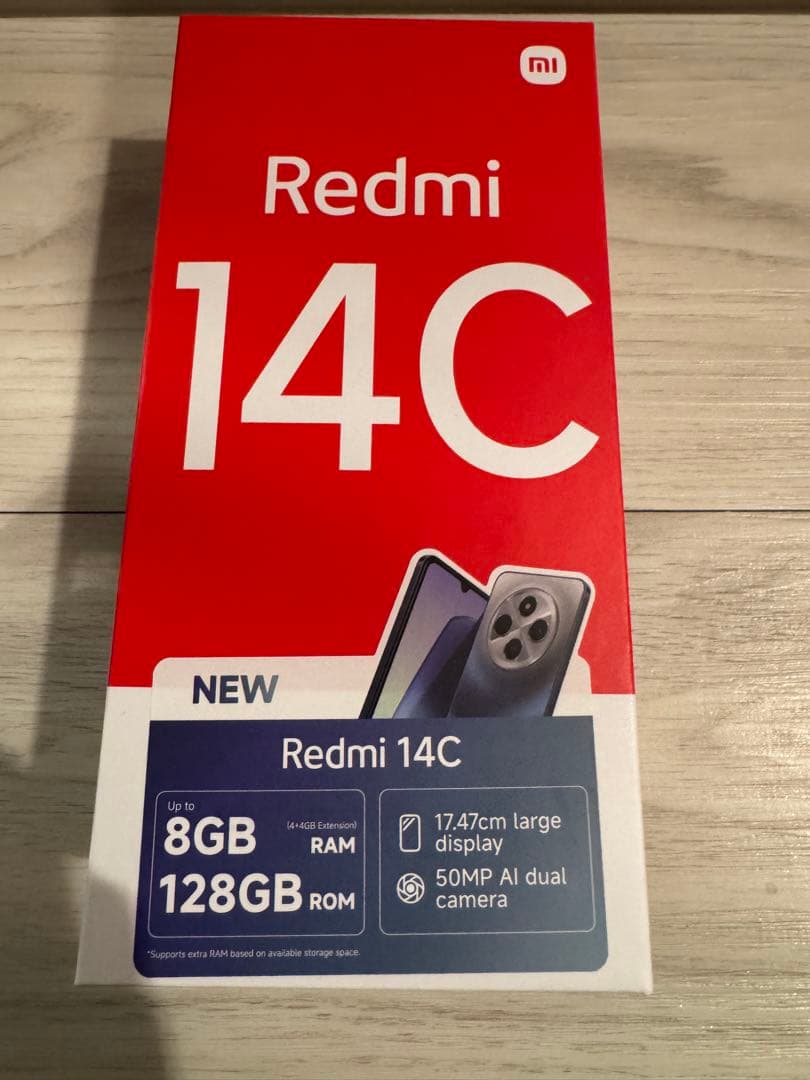 mi
Redmi
14C
NEW
Redmi 14C
Up to
8GB (4+4GB Extension) RAM
128GB ROM
17.47cm large
display
50MP AI dual
camera
*Supports extra RAM based on available storage space.